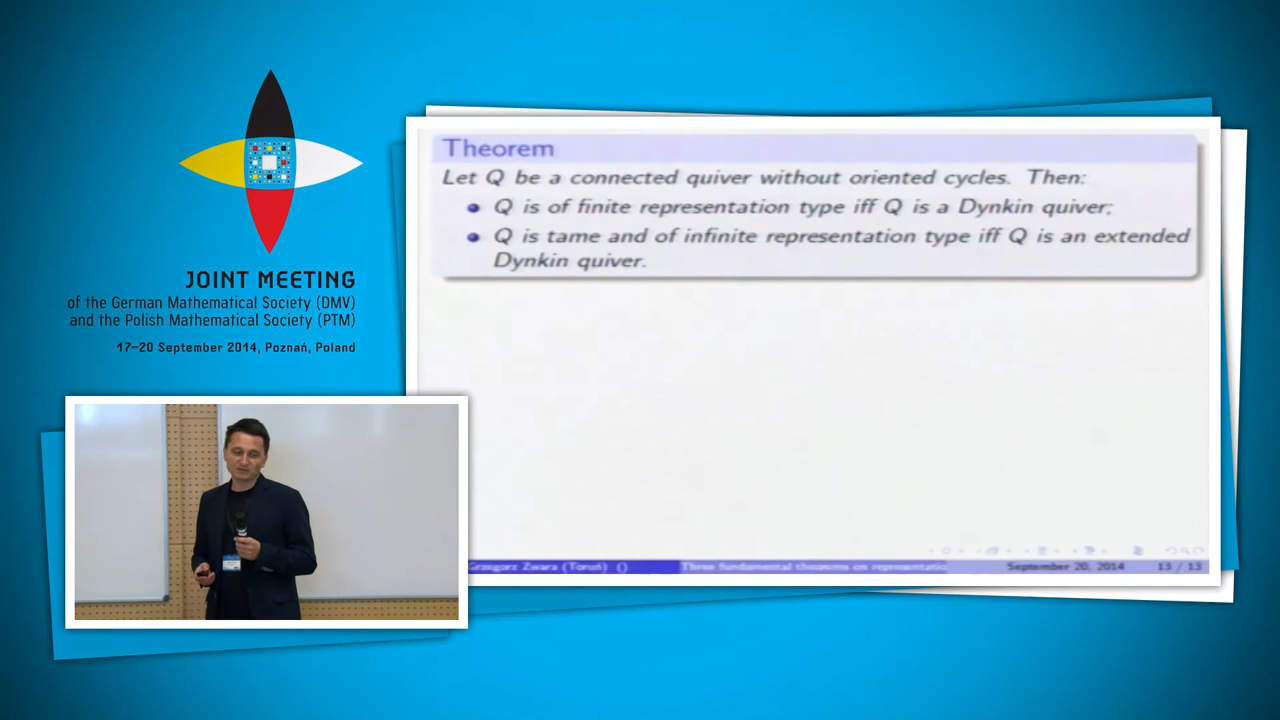 JOINT MEETING
of the German Mathematical Society (DMV)
and the Polish Mathematical Society (PTM)
17–20 September 2014, Poznań, Poland
Theorem
Let Q be a connected quiver without oriented cycles. Then:
Q is of finite representation type iff Q is a Dynkin quiver;
Q is tame and of infinite representation type iff Q is an extended
Dynkin quiver.
Grzegorz Zwara (Toruń) ()
Three fundamental theorems on representatio
September 20, 2014
13 / 13